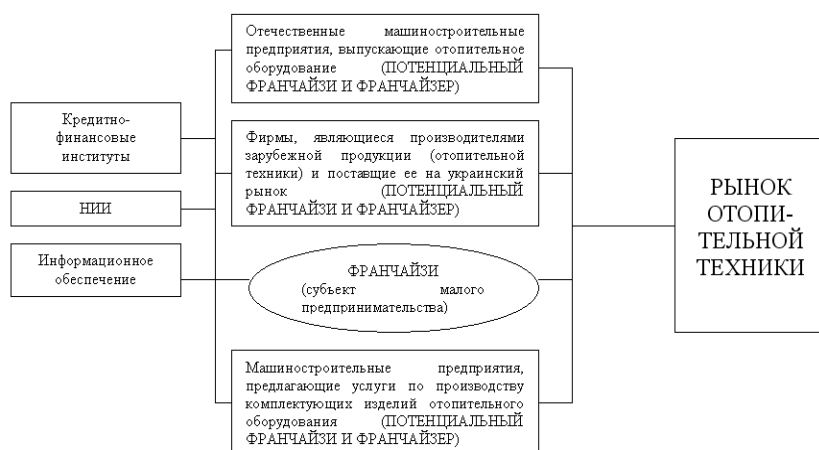 Отечественные машиностроительные
предприятия, выпускающие отопительное
оборудование (ПОТЕНЦИАЛЬНЫЙ
ФРАНЧАЙЗИ И ФРАНЧАЙЗЕР)
Кредитно-
финансовые
институты
НИИ
Информационное
обеспечение
Фирмы, являющиеся производителями
зарубежной продукции (отопительной
техники) и постащие ее на украинский
рынок (ПОТЕНЦИАЛЬНЫЙ
ФРАНЧАЙЗИ И ФРАНЧАЙЗЕР)
ФРАНЧАЙЗИ
(субъект малого
предпринимательства)
Машиностроительные предприятия,
предлагающие услуги по производству
комплектующих изделий отопительного
оборудования (ПОТЕНЦИАЛЬНЫЙ
ФРАНЧАЙЗИ И ФРАНЧАЙЗЕР)
РЫНОК
ОТОПИ-
ТЕЛЬНОЙ
ТЕХНИКИ